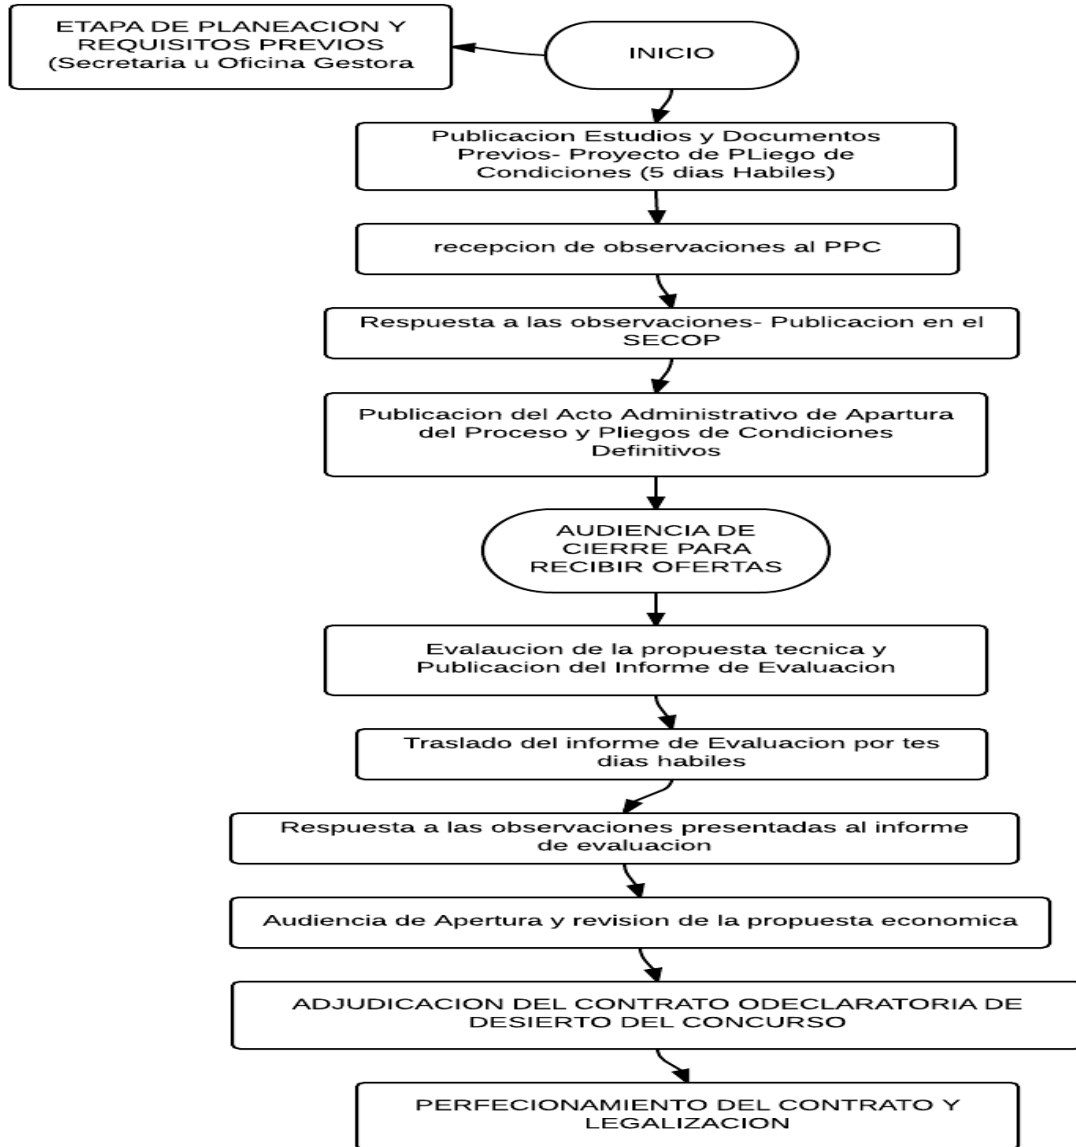 ETAPA DE PLANEACION Y
REQUISITOS PREVIOS
(Secretaria u Oficina Gestora
INICIO
Publicacion Estudios y Documentos
Previos- Proyecto de PLiego de
Condiciones (5 dias Habiles)
recepcion de observaciones al PPC
Respuesta a las observaciones- Publicacion en el
SECOP
Publicacion del Acto Administrativo de Apartura
del Proceso y Pliegos de Condiciones
Definitivos
AUDIENCIA DE
CIERRE PARA
RECIBIR OFERTAS
Evalaucion de la propuesta tecnica y
Publicacion del Informe de Evaluacion
Traslado del informe de Evaluacion por tes
dias habiles
Respuesta a las observaciones presentadas al informe
de evaluacion
Audiencia de Apertura y revision de la propuesta economica
ADJUDICACION DEL CONTRATO ODECLARATORIA DE
DESIERTO DEL CONCURSO
PERFECIONAMIENTO DEL CONTRATO Y
LEGALIZACION